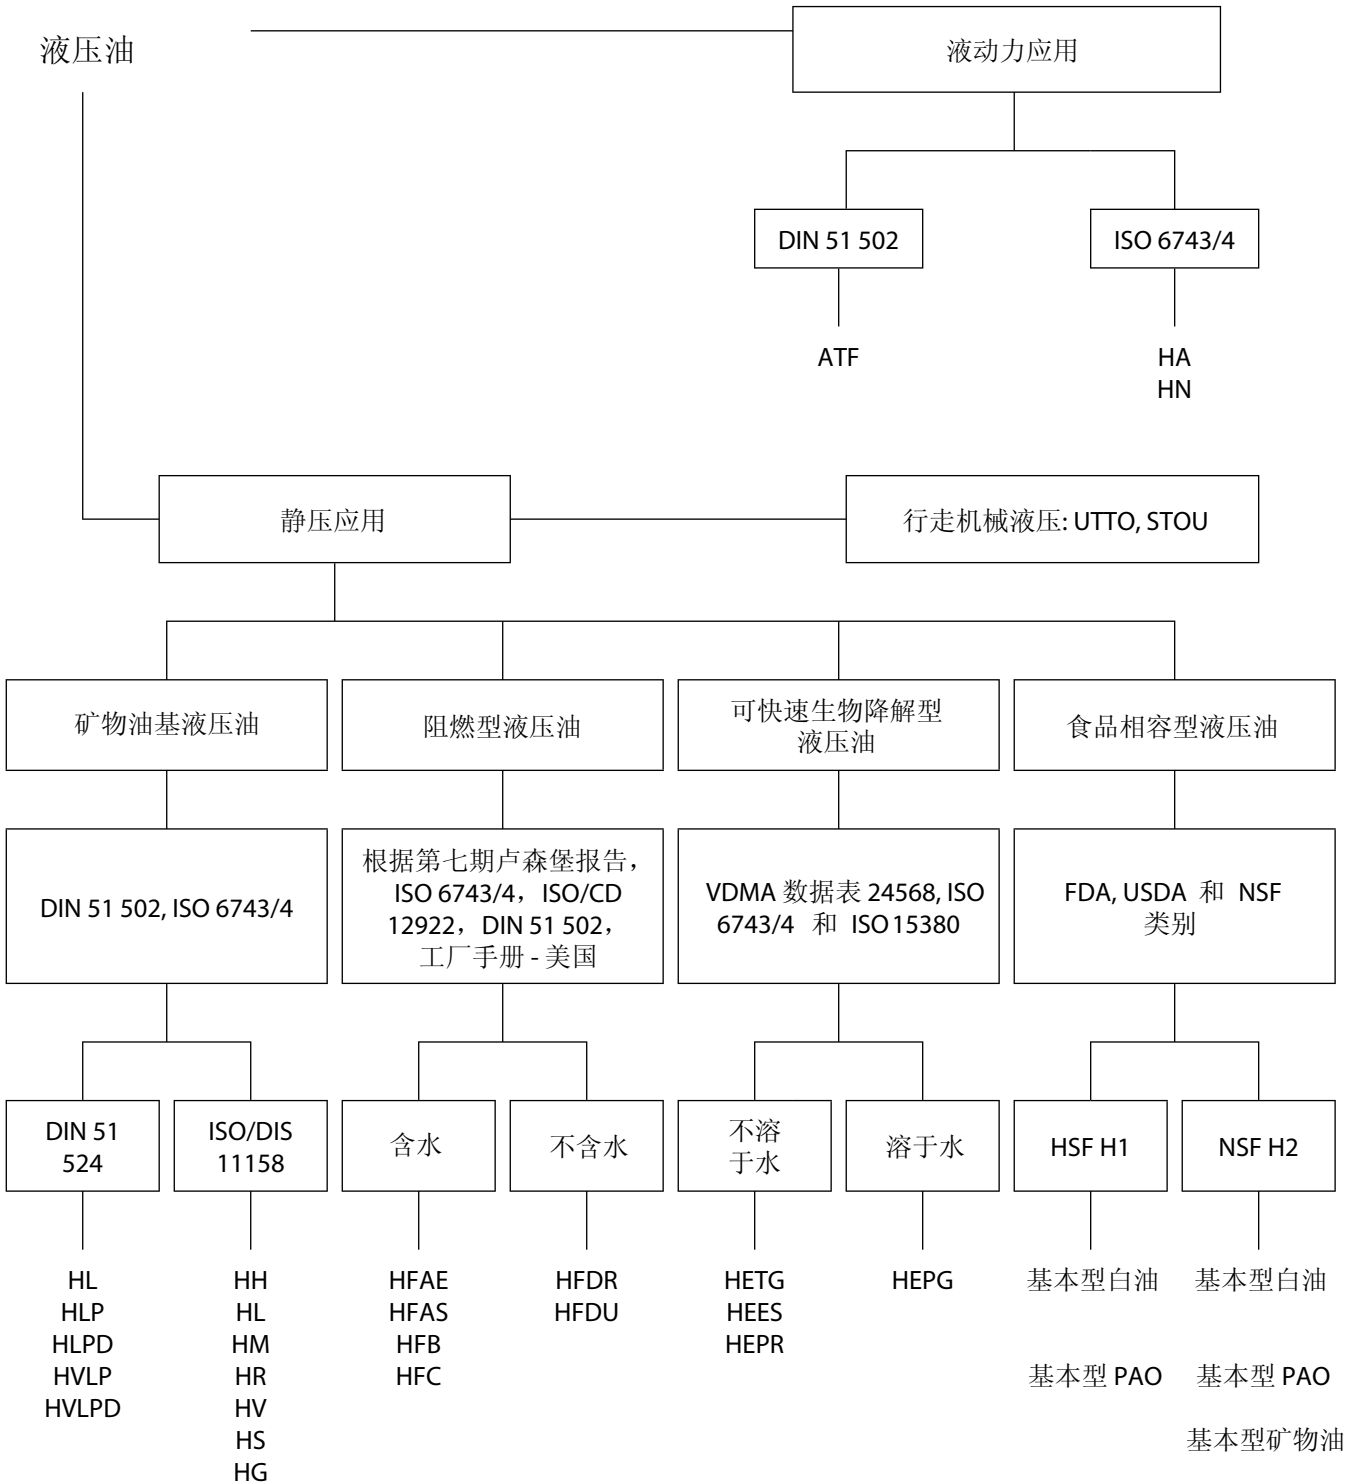 液压油
液动力应用
DIN 51 502
ISO 6743/4
ATF
HA
HN
静压应用
行走机械液压: UTTO, STOU
矿物油基液压油
阻燃型液压油
可快速生物降解型
液压油
食品相容型液压油
DIN 51 502, ISO 6743/4
根据第七期卢森堡报告，
ISO 6743/4，ISO/CD
12922，DIN 51 502，
工厂手册 - 美国
VDMA 数据表 24568, ISO
6743/4 和 ISO 15380
FDA, USDA 和 NSF
类别
DIN 51
524
ISO/DIS
11158
含水
不含水
不溶
于水
溶于水
HSF H1
NSF H2
HL
HLP
HLPD
HVLP
HVLPD
HH
HL
HM
HR
HV
HS
HG
HFAE
HFAS
HFB
HFC
HFDR
HFDU
HETG
HEES
HEPR
HEPG
基本型白油
基本型 PAO
基本型白油
基本型 PAO
基本型矿物油